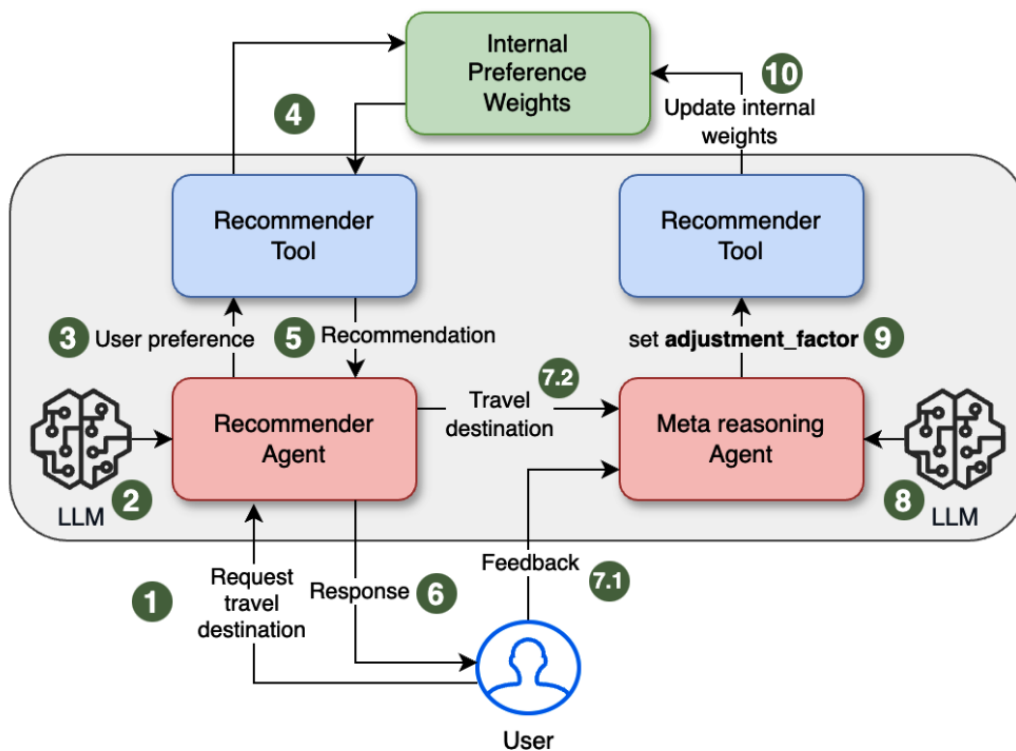 Internal
Preference
Weights
10
Update internal
weights
4
Recommender
Tool
Recommender
Tool
3
User preference
5
Recommendation
set adjustment_factor
9
7.2
Travel
destination
Recommender
Agent
Meta reasoning
Agent
2
LLM
8
LLM
1
Request
travel
destination
Response
6
Feedback
7.1
User